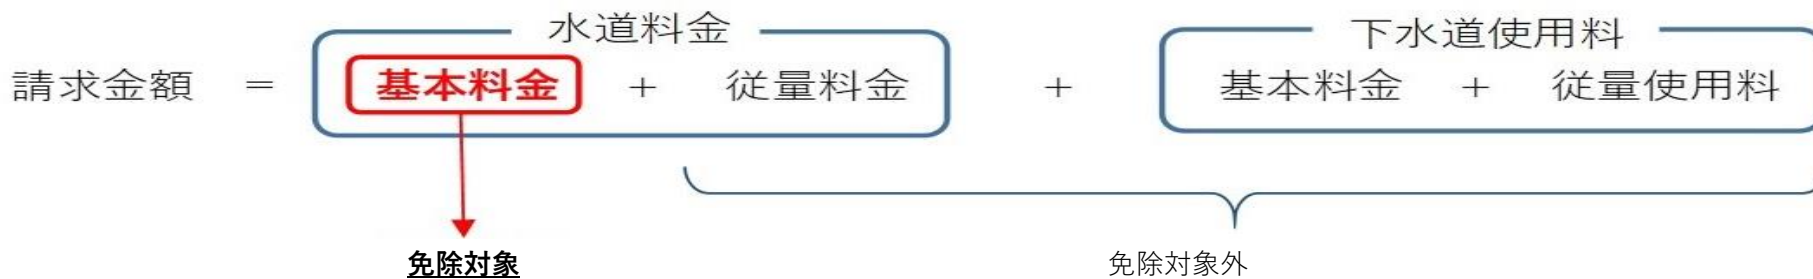 水道料金 下水道使用料
請求金額 = 基本料金 + 従量料金 + 基本料金 + 従量使用料
免除対象 免除対象外